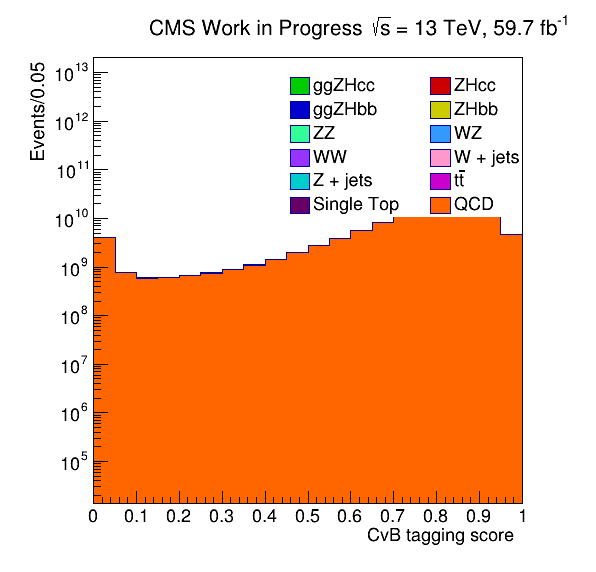 CMS Work in Progress √s = 13 TeV, 59.7 fb⁻¹
Events/0.05
10¹³
10¹²
10¹¹
10¹⁰
10⁹
10⁸
10⁷
10⁶
10⁵
ggZHcc ZHcc
ggZHbb ZHbb
ZZ WZ
WW W + jets
Z + jets tt̄
Single Top QCD
0 0.1 0.2 0.3 0.4 0.5 0.6 0.7 0.8 0.9 1
CvB tagging score